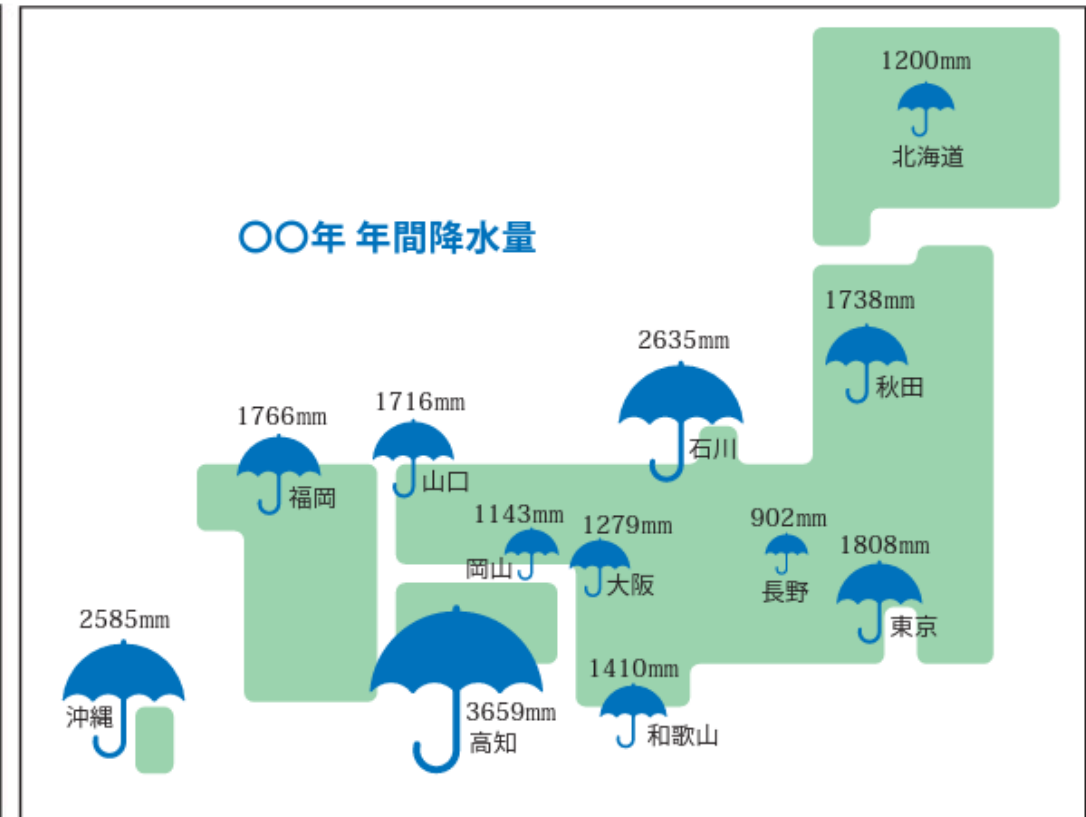 1200mm
北海道
〇〇年 年間降水量
1738mm
秋田
2635mm
石川
1716mm
山口
1766mm
福岡
1143mm
岡山
1279mm
大阪
902mm
長野
1808mm
東京
2585mm
沖縄
3659mm
高知
1410mm
和歌山